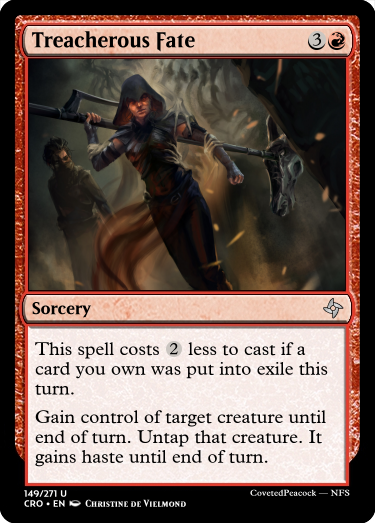 Treacherous Fate 3
Sorcery
This spell costs 2 less to cast if a
card you own was put into exile this
turn.
Gain control of target creature until
end of turn. Untap that creature. It
gains haste until end of turn.
149/271 U
CRO • EN Christine de Vielmond
CovetedPeacock — NFS